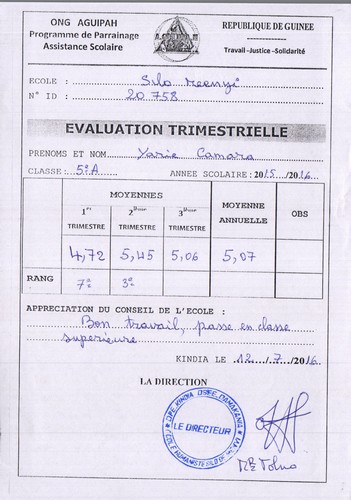 ONG AGUIPAH
Programme de Parrainage
Assistance Scolaire
REPUBLIQUE DE GUINEE
Travail -Justice -Solidarité
ECOLE : Silo Meenyi
N° ID : 20 758
EVALUATION TRIMESTRIELLE
PRENOMS ET NOM Yarie Camara
CLASSE: 5e A ANNEE SCOLAIRE: 2015 /2016
MOYENNES
1er TRIMESTRE
2ème TRIMESTRE
3ème TRIMESTRE
MOYENNE ANNUELLE
OBS
4,72 5,45 5,06 5,07
RANG 7e 3e
APPRECIATION DU CONSEIL DE L'ECOLE :
Bon travail, passe en classe
superieure
KINDIA LE 12 /7 /2016
LA DIRECTION
LE DIRECTEUR